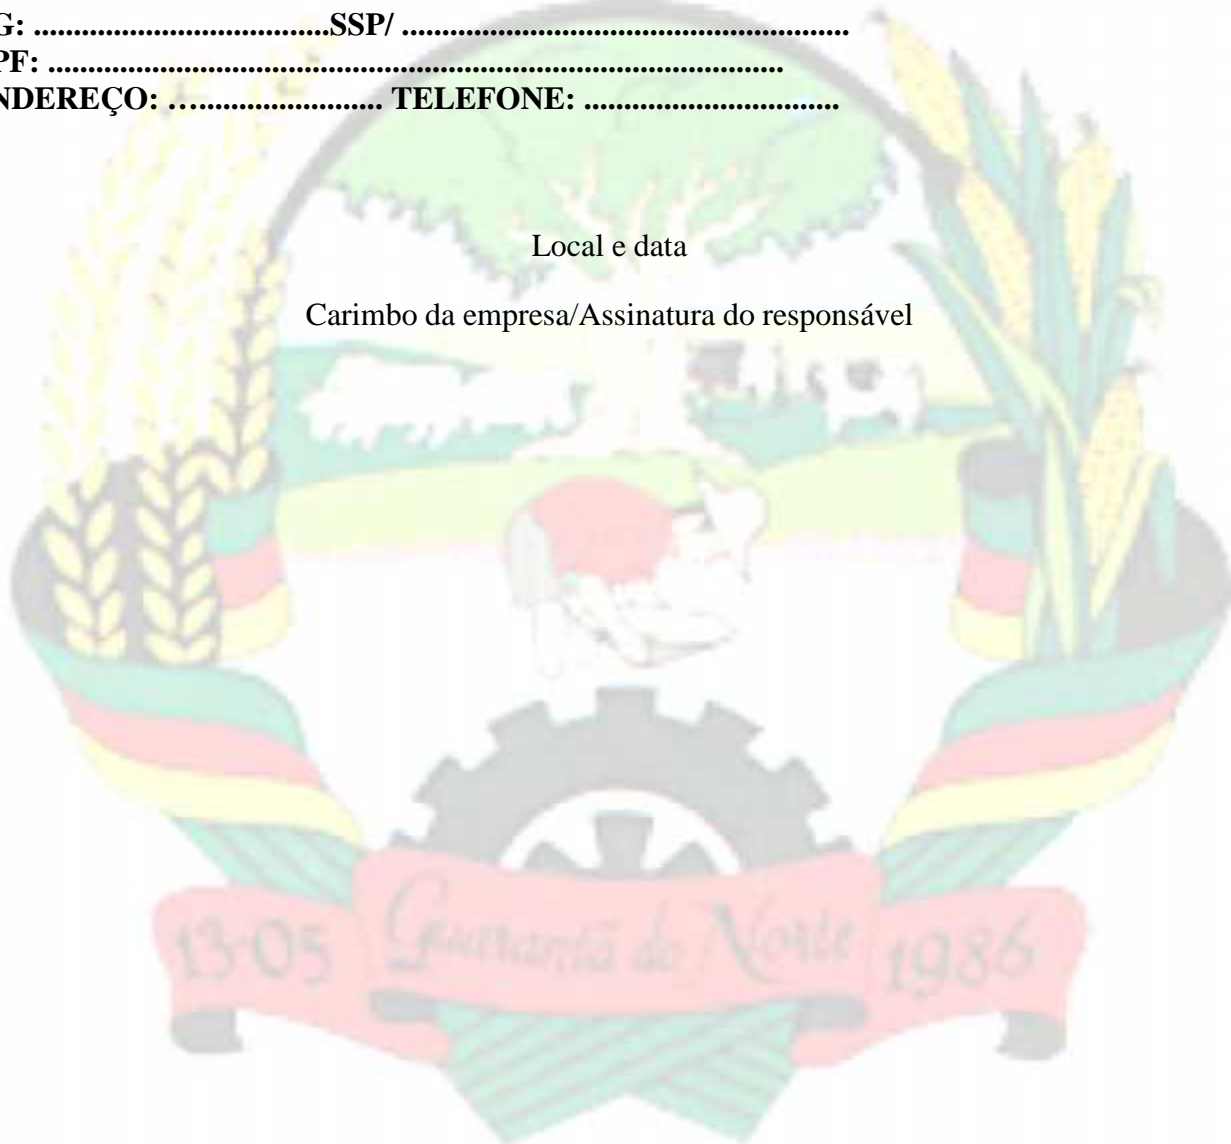 G: .....................................SSP/ ........................................................
PF: ............................................................................................
NDEREÇO: …....................... TELEFONE: ................................
Local e data
Carimbo da empresa/Assinatura do responsável
13-05 Guarantã do Norte 1986